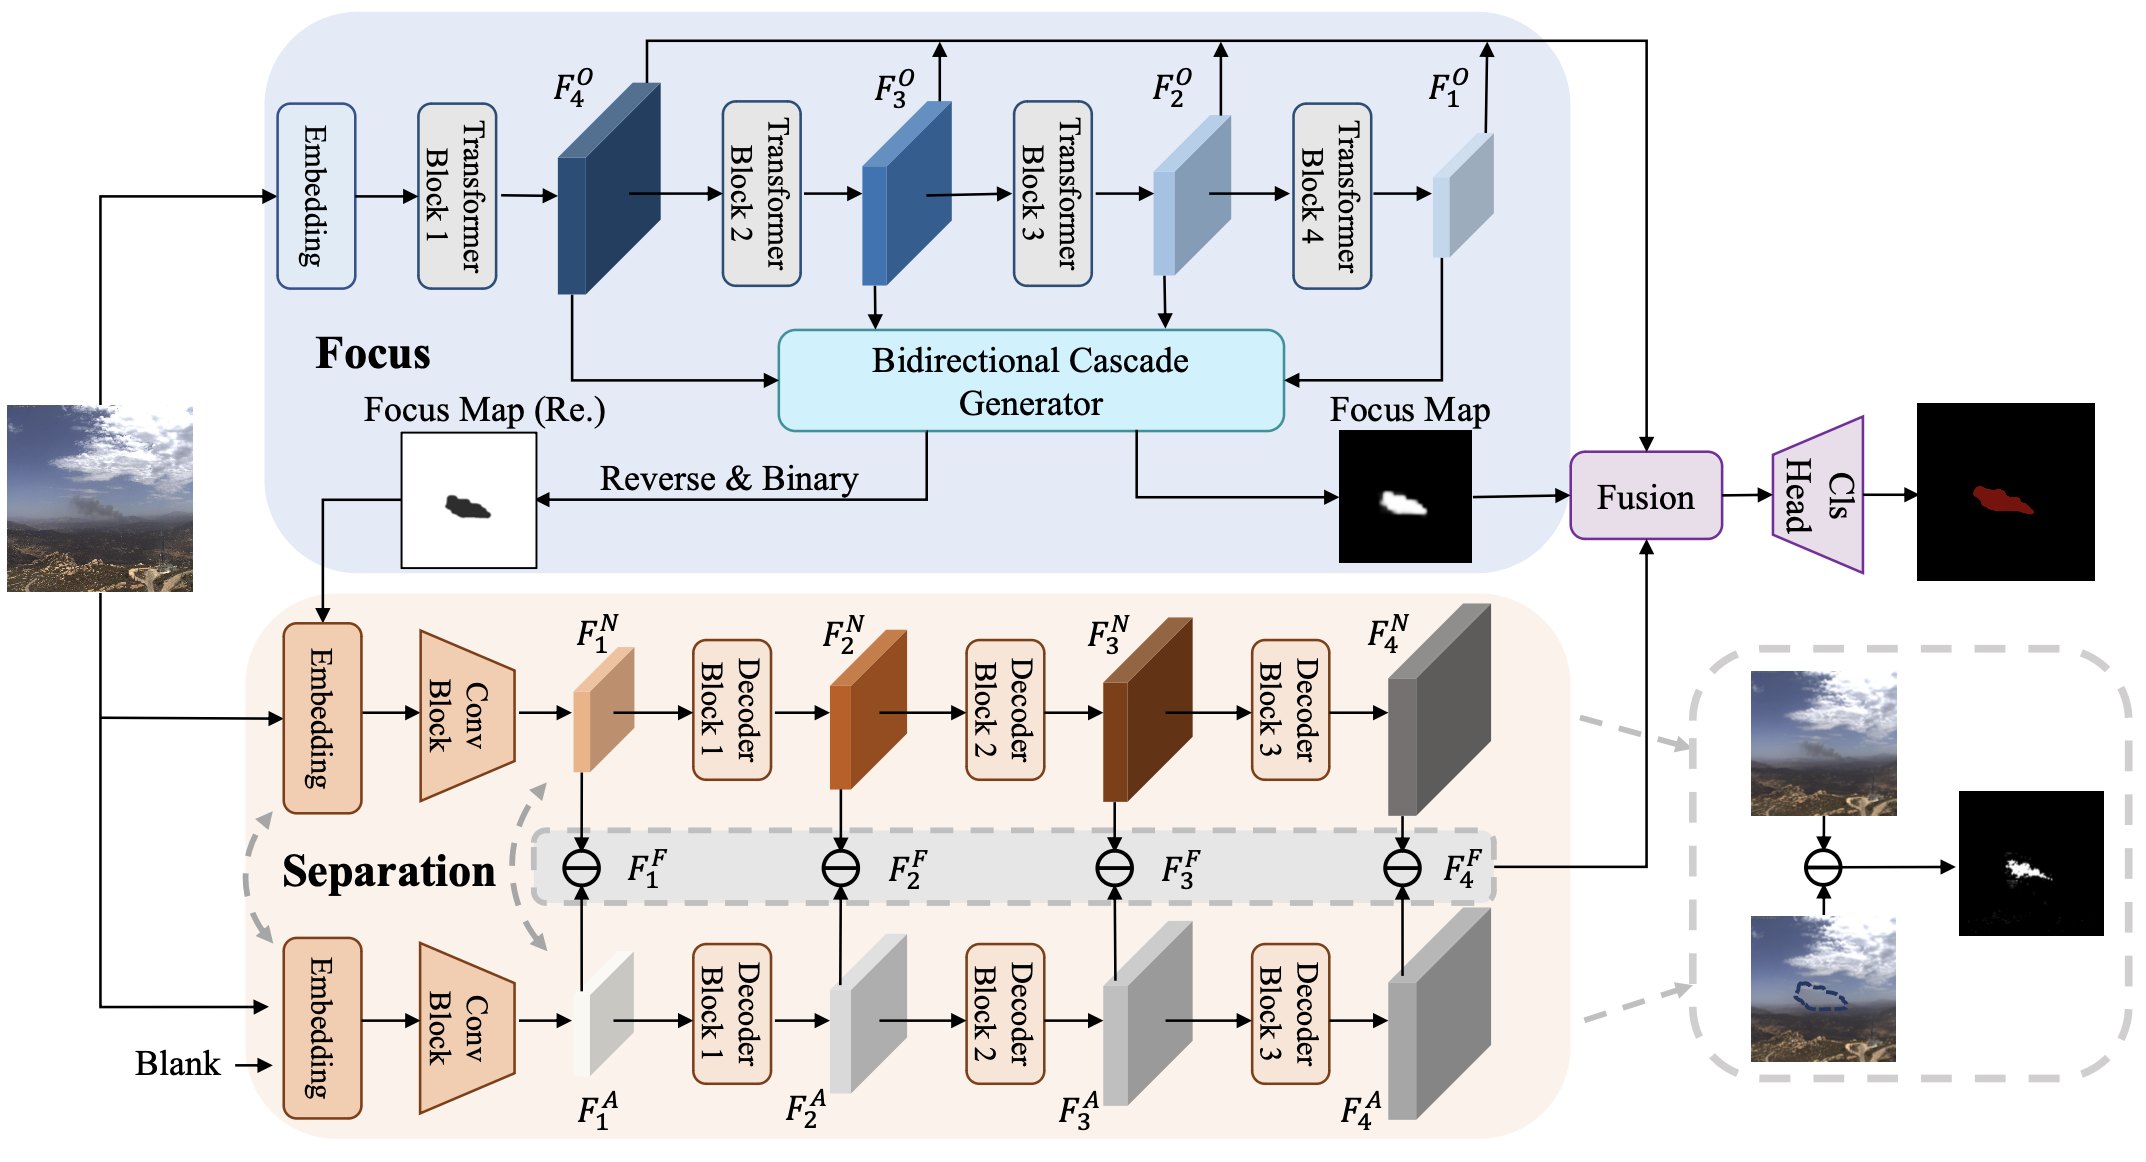 F_4^O
F_3^O
F_2^O
F_1^O
Embedding
Transformer
Block 1
Transformer
Block 2
Transformer
Block 3
Transformer
Block 4
Focus
Bidirectional Cascade
Generator
Focus Map (Re.)
Focus Map
Reverse & Binary
Fusion
Cls
Head
F_1^N
F_2^N
F_3^N
F_4^N
Embedding
Conv
Block
Decoder
Block 1
Decoder
Block 2
Decoder
Block 3
Separation
F_1^F
F_2^F
F_3^F
F_4^F
Embedding
Conv
Block
Decoder
Block 1
Decoder
Block 2
Decoder
Block 3
Blank
F_1^A
F_2^A
F_3^A
F_4^A